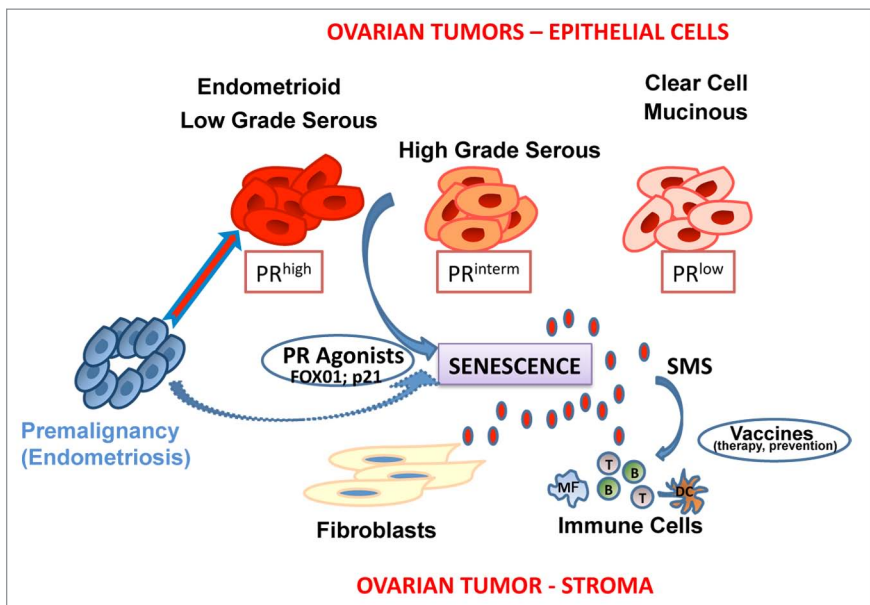 OVARIAN TUMORS – EPITHELIAL CELLS
Endometrioid
Low Grade Serous
High Grade Serous
Clear Cell
Mucinous
PRhigh
PRinterm
PRlow
PR Agonists
FOX01; p21
SENESCENCE
SMS
Premalignancy
(Endometriosis)
Vaccines
(therapy, prevention)
Fibroblasts
MF
T
B
B
T
DC
Immune Cells
OVARIAN TUMOR - STROMA